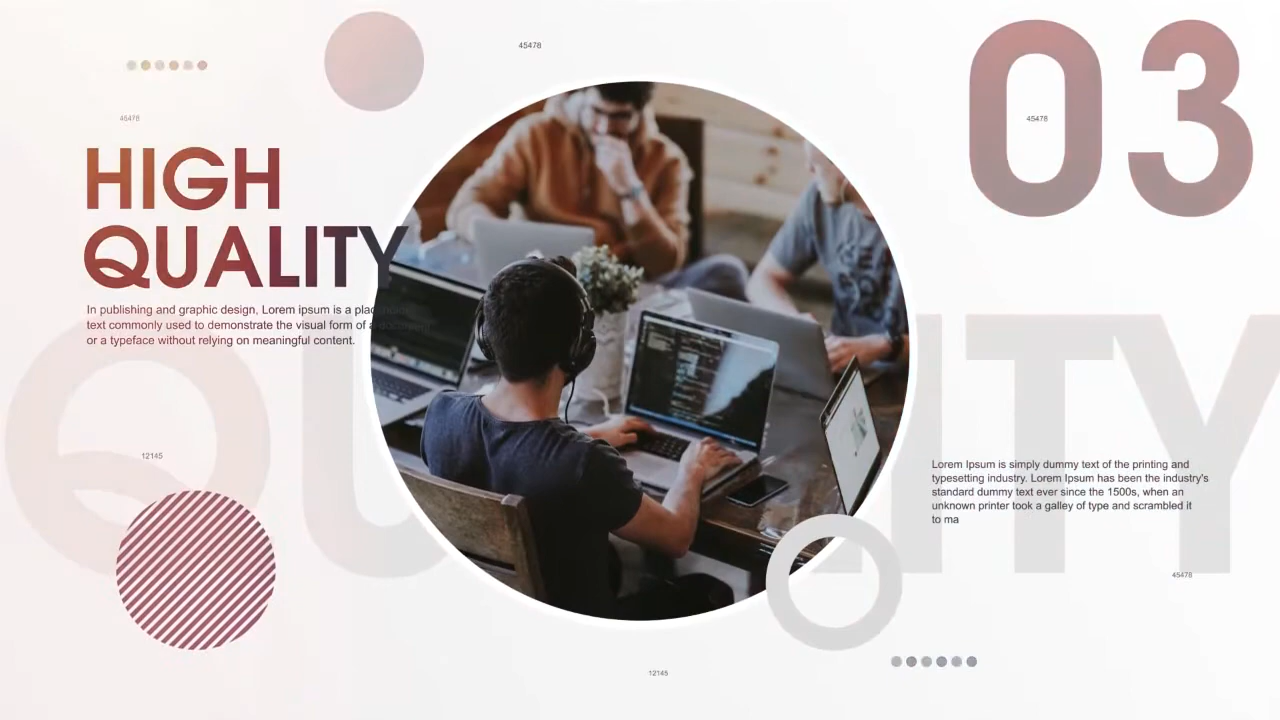 45478
03
45478
45478
HIGH
QUALITY
In publishing and graphic design, Lorem ipsum is a placeholder
text commonly used to demonstrate the visual form of a document
or a typeface without relying on meaningful content.
QUALITY
12145
Lorem Ipsum is simply dummy text of the printing and
typesetting industry. Lorem Ipsum has been the industry's
standard dummy text ever since the 1500s, when an
unknown printer took a galley of type and scrambled it
to ma
45478
12145